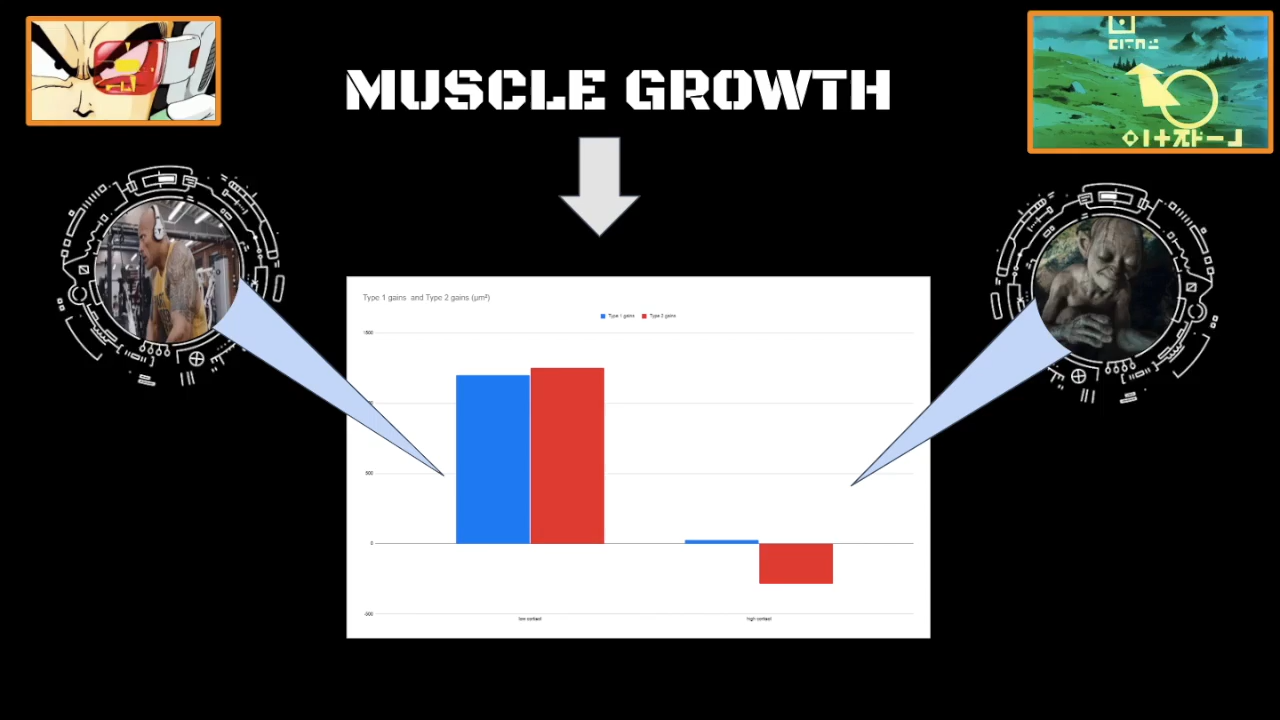 MUSCLE GROWTH
Type 1 gains and Type 2 gains (μm²)
Type 1 gains Type 2 gains
1500
500
0
-500
low contact high contact